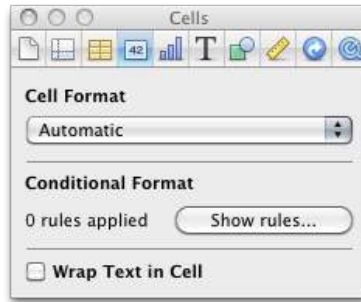 Cells
42
T
Cell Format
Automatic
Conditional Format
0 rules applied
Show rules...
Wrap Text in Cell